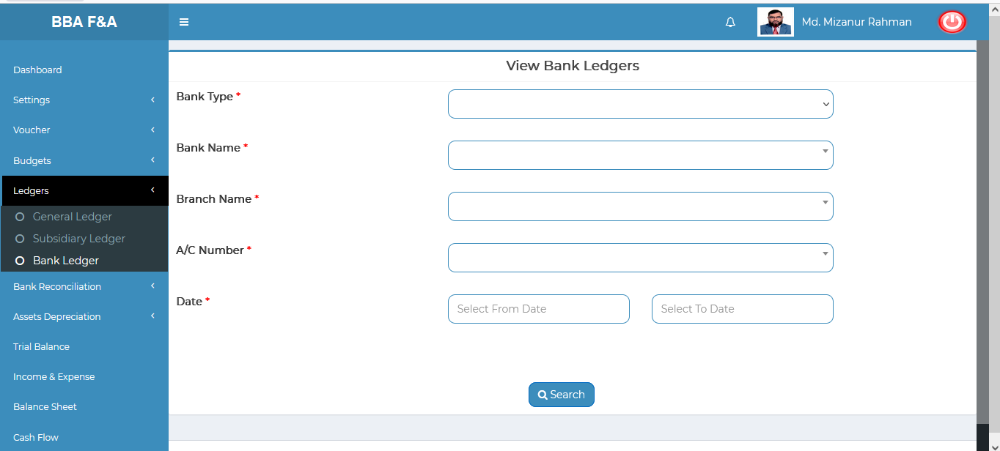 BBA F&A
Md. Mizanur Rahman
Dashboard
Settings
Voucher
Budgets
Ledgers
General Ledger
Subsidiary Ledger
Bank Ledger
Bank Reconciliation
Assets Depreciation
Trial Balance
Income & Expense
Balance Sheet
Cash Flow
View Bank Ledgers
Bank Type *
Bank Name *
Branch Name *
A/C Number *
Date *
Select From Date
Select To Date
Search